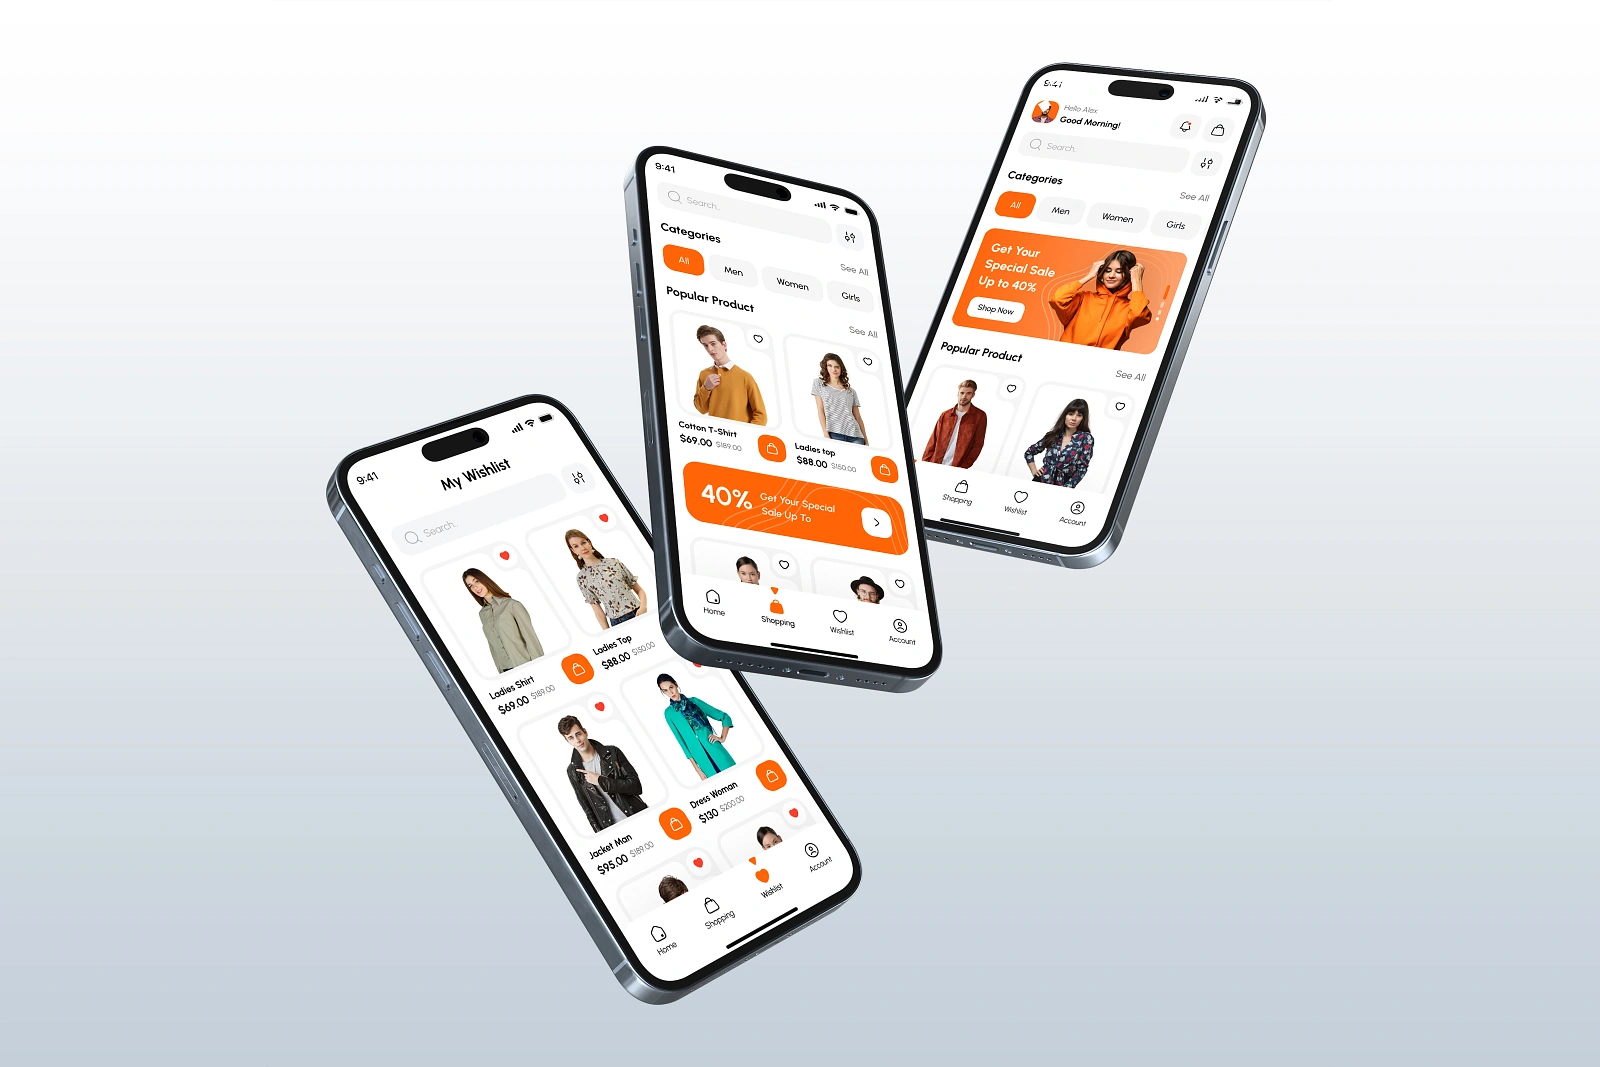 9:41
My Wishlist
Search..
Ladies Shirt
$69.00 $189.00
Ladies Top
$88.00 $150.00
Jacket Man
$95.00 $189.00
Dress Woman
$130 $200.00
Home
Shopping
Wishlist
Account
9:41
Search..
Categories
See All
All
Men
Women
Girls
Popular Product
See All
Cotton T-Shirt
$69.00 $189.00
Ladies top
$88.00 $150.00
40%
Get Your Special
Sale Up To
Home
Shopping
Wishlist
Account
9:41
Hello Alex
Good Morning!
Search..
Categories
See All
All
Men
Women
Girls
Get Your
Special Sale
Up to 40%
Shop Now
Popular Product
See All
Shopping
Wishlist
Account